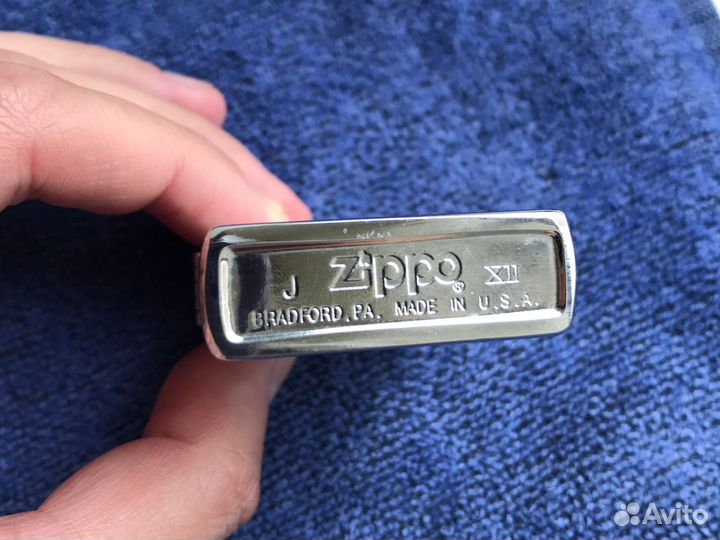 J Zippo ® XII
BRADFORD, PA. MADE IN U.S.A.
Avito